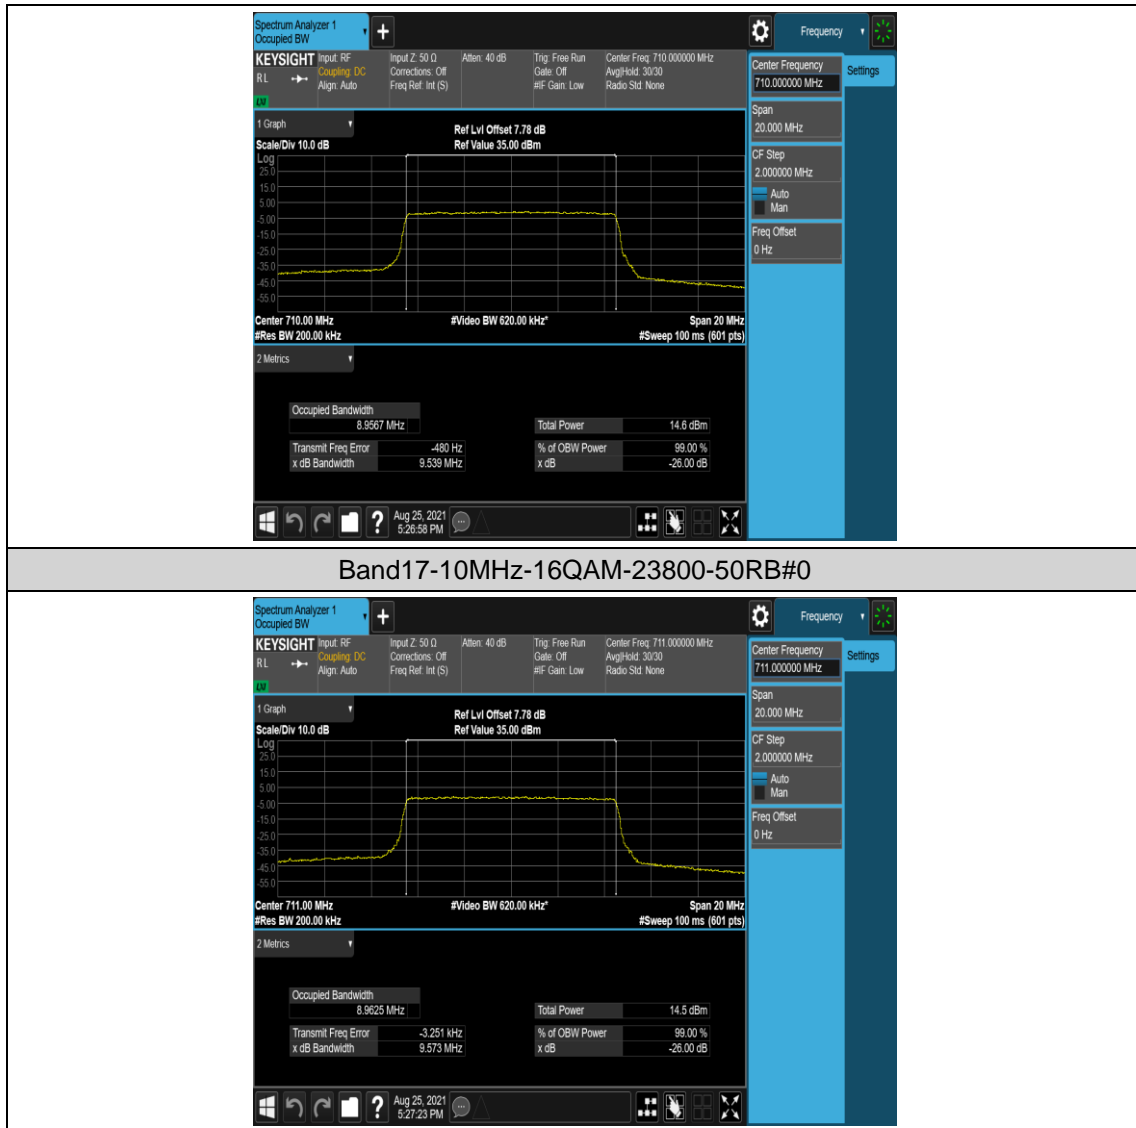 Spectrum Analyzer 1
Occupied BW
+
Frequency
KEYSIGHT Input: RF Input Z: 50 Ω Atten: 40 dB Trig: Free Run Center Freq: 710.000000 MHz
RL Coupling: DC Corrections: Off Gate: Off Avg|Hold: 30/30
Align: Auto Freq Ref: Int (S) #IF Gain: Low Radio Std: None
LXI
Center Frequency
710.000000 MHz
Settings
Span
20.000 MHz
CF Step
2.000000 MHz
Auto
Man
Freq Offset
0 Hz
1 Graph
Ref Lvl Offset 7.78 dB
Scale/Div 10.0 dB Ref Value 35.00 dBm
Log
25.0
15.0
5.00
-5.00
-15.0
-25.0
-35.0
-45.0
-55.0
Center 710.00 MHz #Video BW 620.00 kHz* Span 20 MHz
#Res BW 200.00 kHz #Sweep 100 ms (601 pts)
2 Metrics
Occupied Bandwidth
8.9567 MHz Total Power 14.6 dBm
Transmit Freq Error -480 Hz % of OBW Power 99.00 %
x dB Bandwidth 9.539 MHz x dB -26.00 dB
? Aug 25, 2021
5:26:58 PM
Band17-10MHz-16QAM-23800-50RB#0
Spectrum Analyzer 1
Occupied BW
+
Frequency
KEYSIGHT Input: RF Input Z: 50 Ω Atten: 40 dB Trig: Free Run Center Freq: 711.000000 MHz
RL Coupling: DC Corrections: Off Gate: Off Avg|Hold: 30/30
Align: Auto Freq Ref: Int (S) #IF Gain: Low Radio Std: None
LXI
Center Frequency
711.000000 MHz
Settings
Span
20.000 MHz
CF Step
2.000000 MHz
Auto
Man
Freq Offset
0 Hz
1 Graph
Ref Lvl Offset 7.78 dB
Scale/Div 10.0 dB Ref Value 35.00 dBm
Log
25.0
15.0
5.00
-5.00
-15.0
-25.0
-35.0
-45.0
-55.0
Center 711.00 MHz #Video BW 620.00 kHz* Span 20 MHz
#Res BW 200.00 kHz #Sweep 100 ms (601 pts)
2 Metrics
Occupied Bandwidth
8.9625 MHz Total Power 14.5 dBm
Transmit Freq Error -3.251 kHz % of OBW Power 99.00 %
x dB Bandwidth 9.573 MHz x dB -26.00 dB
? Aug 25, 2021
5:27:23 PM